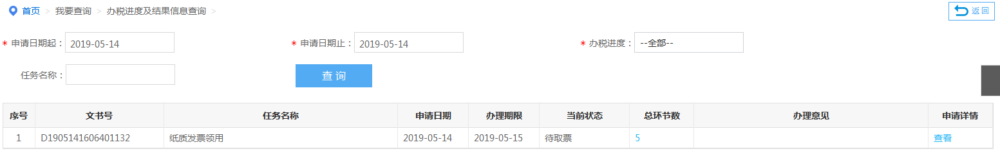 首页 > 我要查询 > 办税进度及结果信息查询 > 返回
* 申请日期起： 2019-05-14 * 申请日期止： 2019-05-14 * 办税进度： --全部--
任务名称： 查 询
序号 文书号 任务名称 申请日期 办理期限 当前状态 总环节数 办理意见 申请详情
1 D1905141606401132 纸质发票领用 2019-05-14 2019-05-15 待取票 5 查看